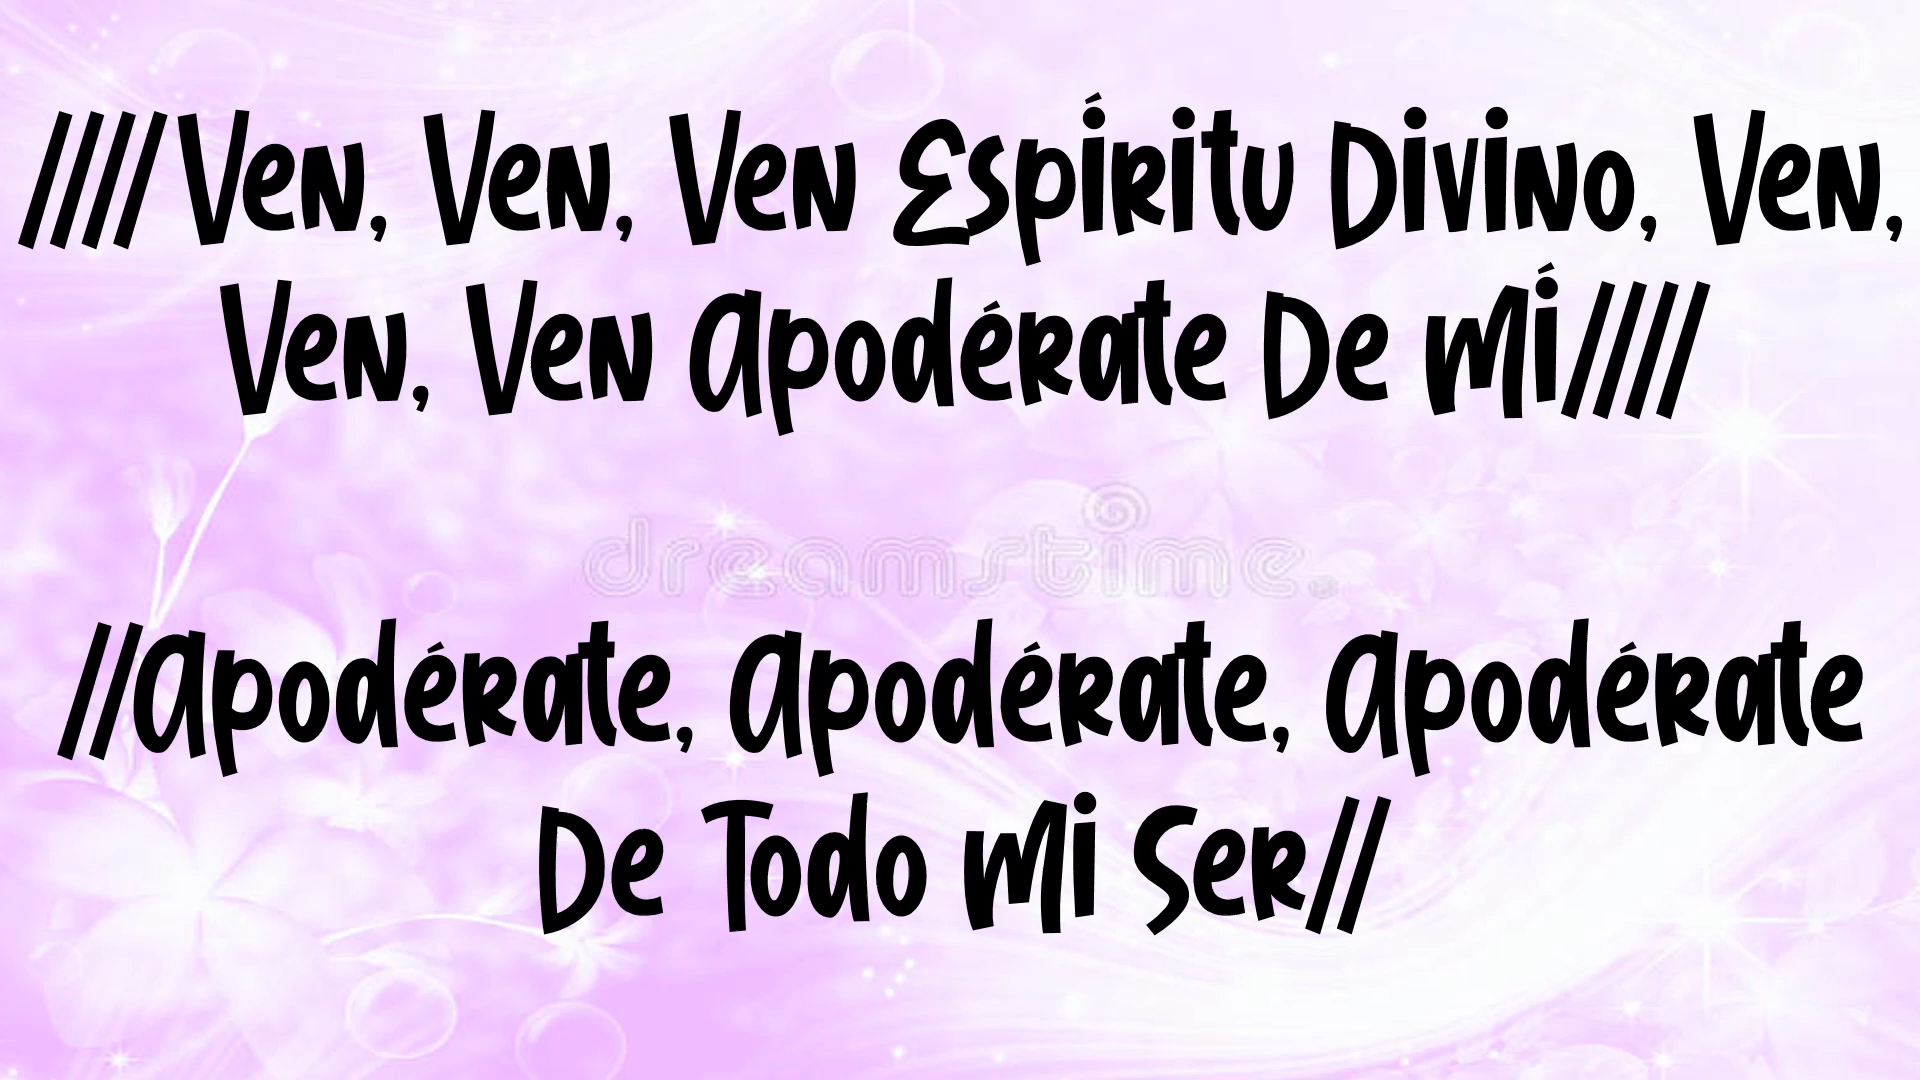 ////Ven, Ven, Ven Espíritu Divino, Ven,
Ven, Ven Apodérate De Mí////
dreamstime.
//Apodérate, Apodérate, Apodérate
De Todo Mi Ser//